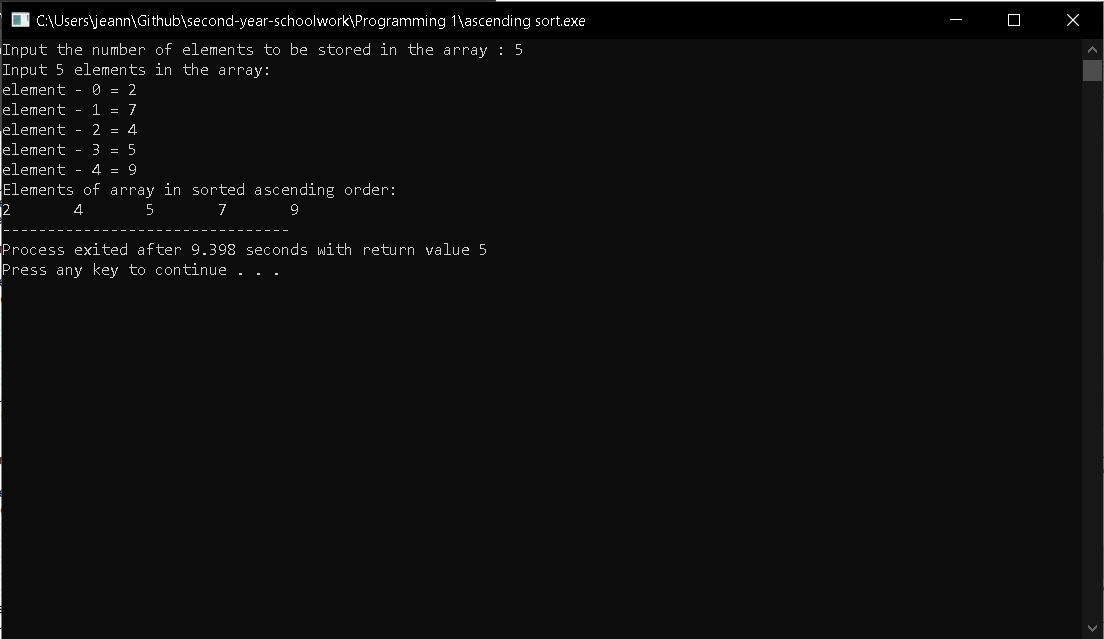 C:\Users\jeann\Github\second-year-schoolwork\Programming 1\ascending sort.exe
Input the number of elements to be stored in the array : 5
Input 5 elements in the array:
element - 0 = 2
element - 1 = 7
element - 2 = 4
element - 3 = 5
element - 4 = 9
Elements of array in sorted ascending order:
2       4       5       7       9
--------------------------------
Process exited after 9.398 seconds with return value 5
Press any key to continue . . .